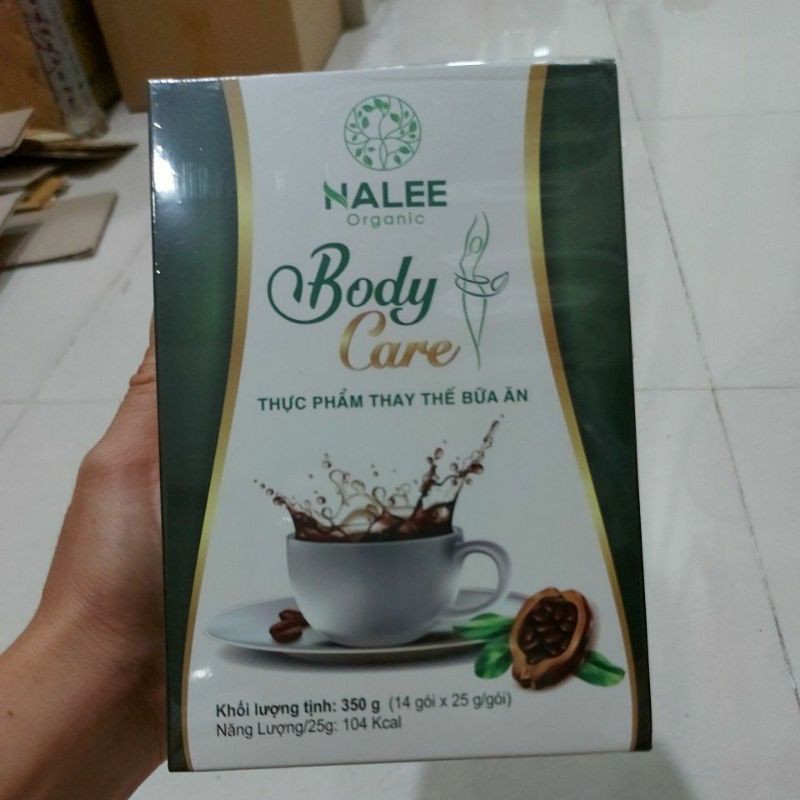 NALEE
Organic
Body
Care
THỰC PHẨM THAY THẾ BỮA ĂN
Khối lượng tịnh: 350 g (14 gói x 25 g/gói)
Năng Lượng/25g: 104 Kcal